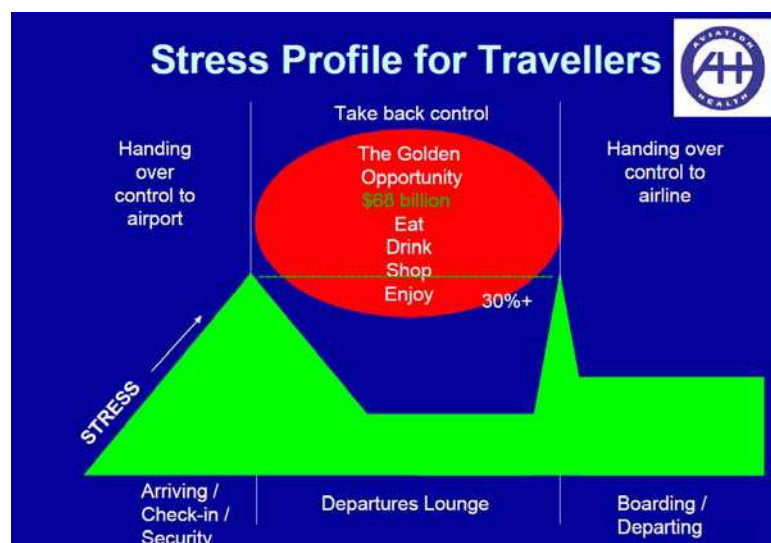 Stress Profile for Travellers
AVIATION
AH
HEALTH
Take back control
Handing
over
control to
airport
The Golden
Opportunity
$68 billion
Eat
Drink
Shop
Enjoy
30%+
Handing over
control to
airline
STRESS
Arriving /
Check-in /
Security
Departures Lounge
Boarding /
Departing